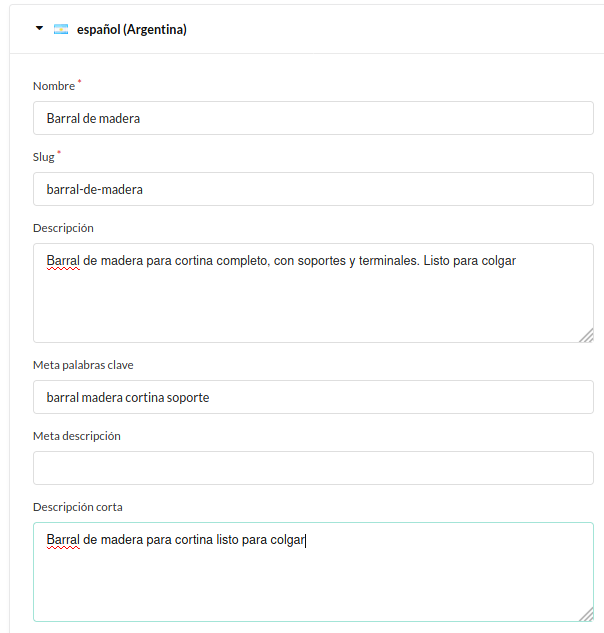 español (Argentina)
Nombre *
Barral de madera
Slug *
barral-de-madera
Descripción
Barral de madera para cortina completo, con soportes y terminales. Listo para colgar
Meta palabras clave
barral madera cortina soporte
Meta descripción
Descripción corta
Barral de madera para cortina listo para colgar